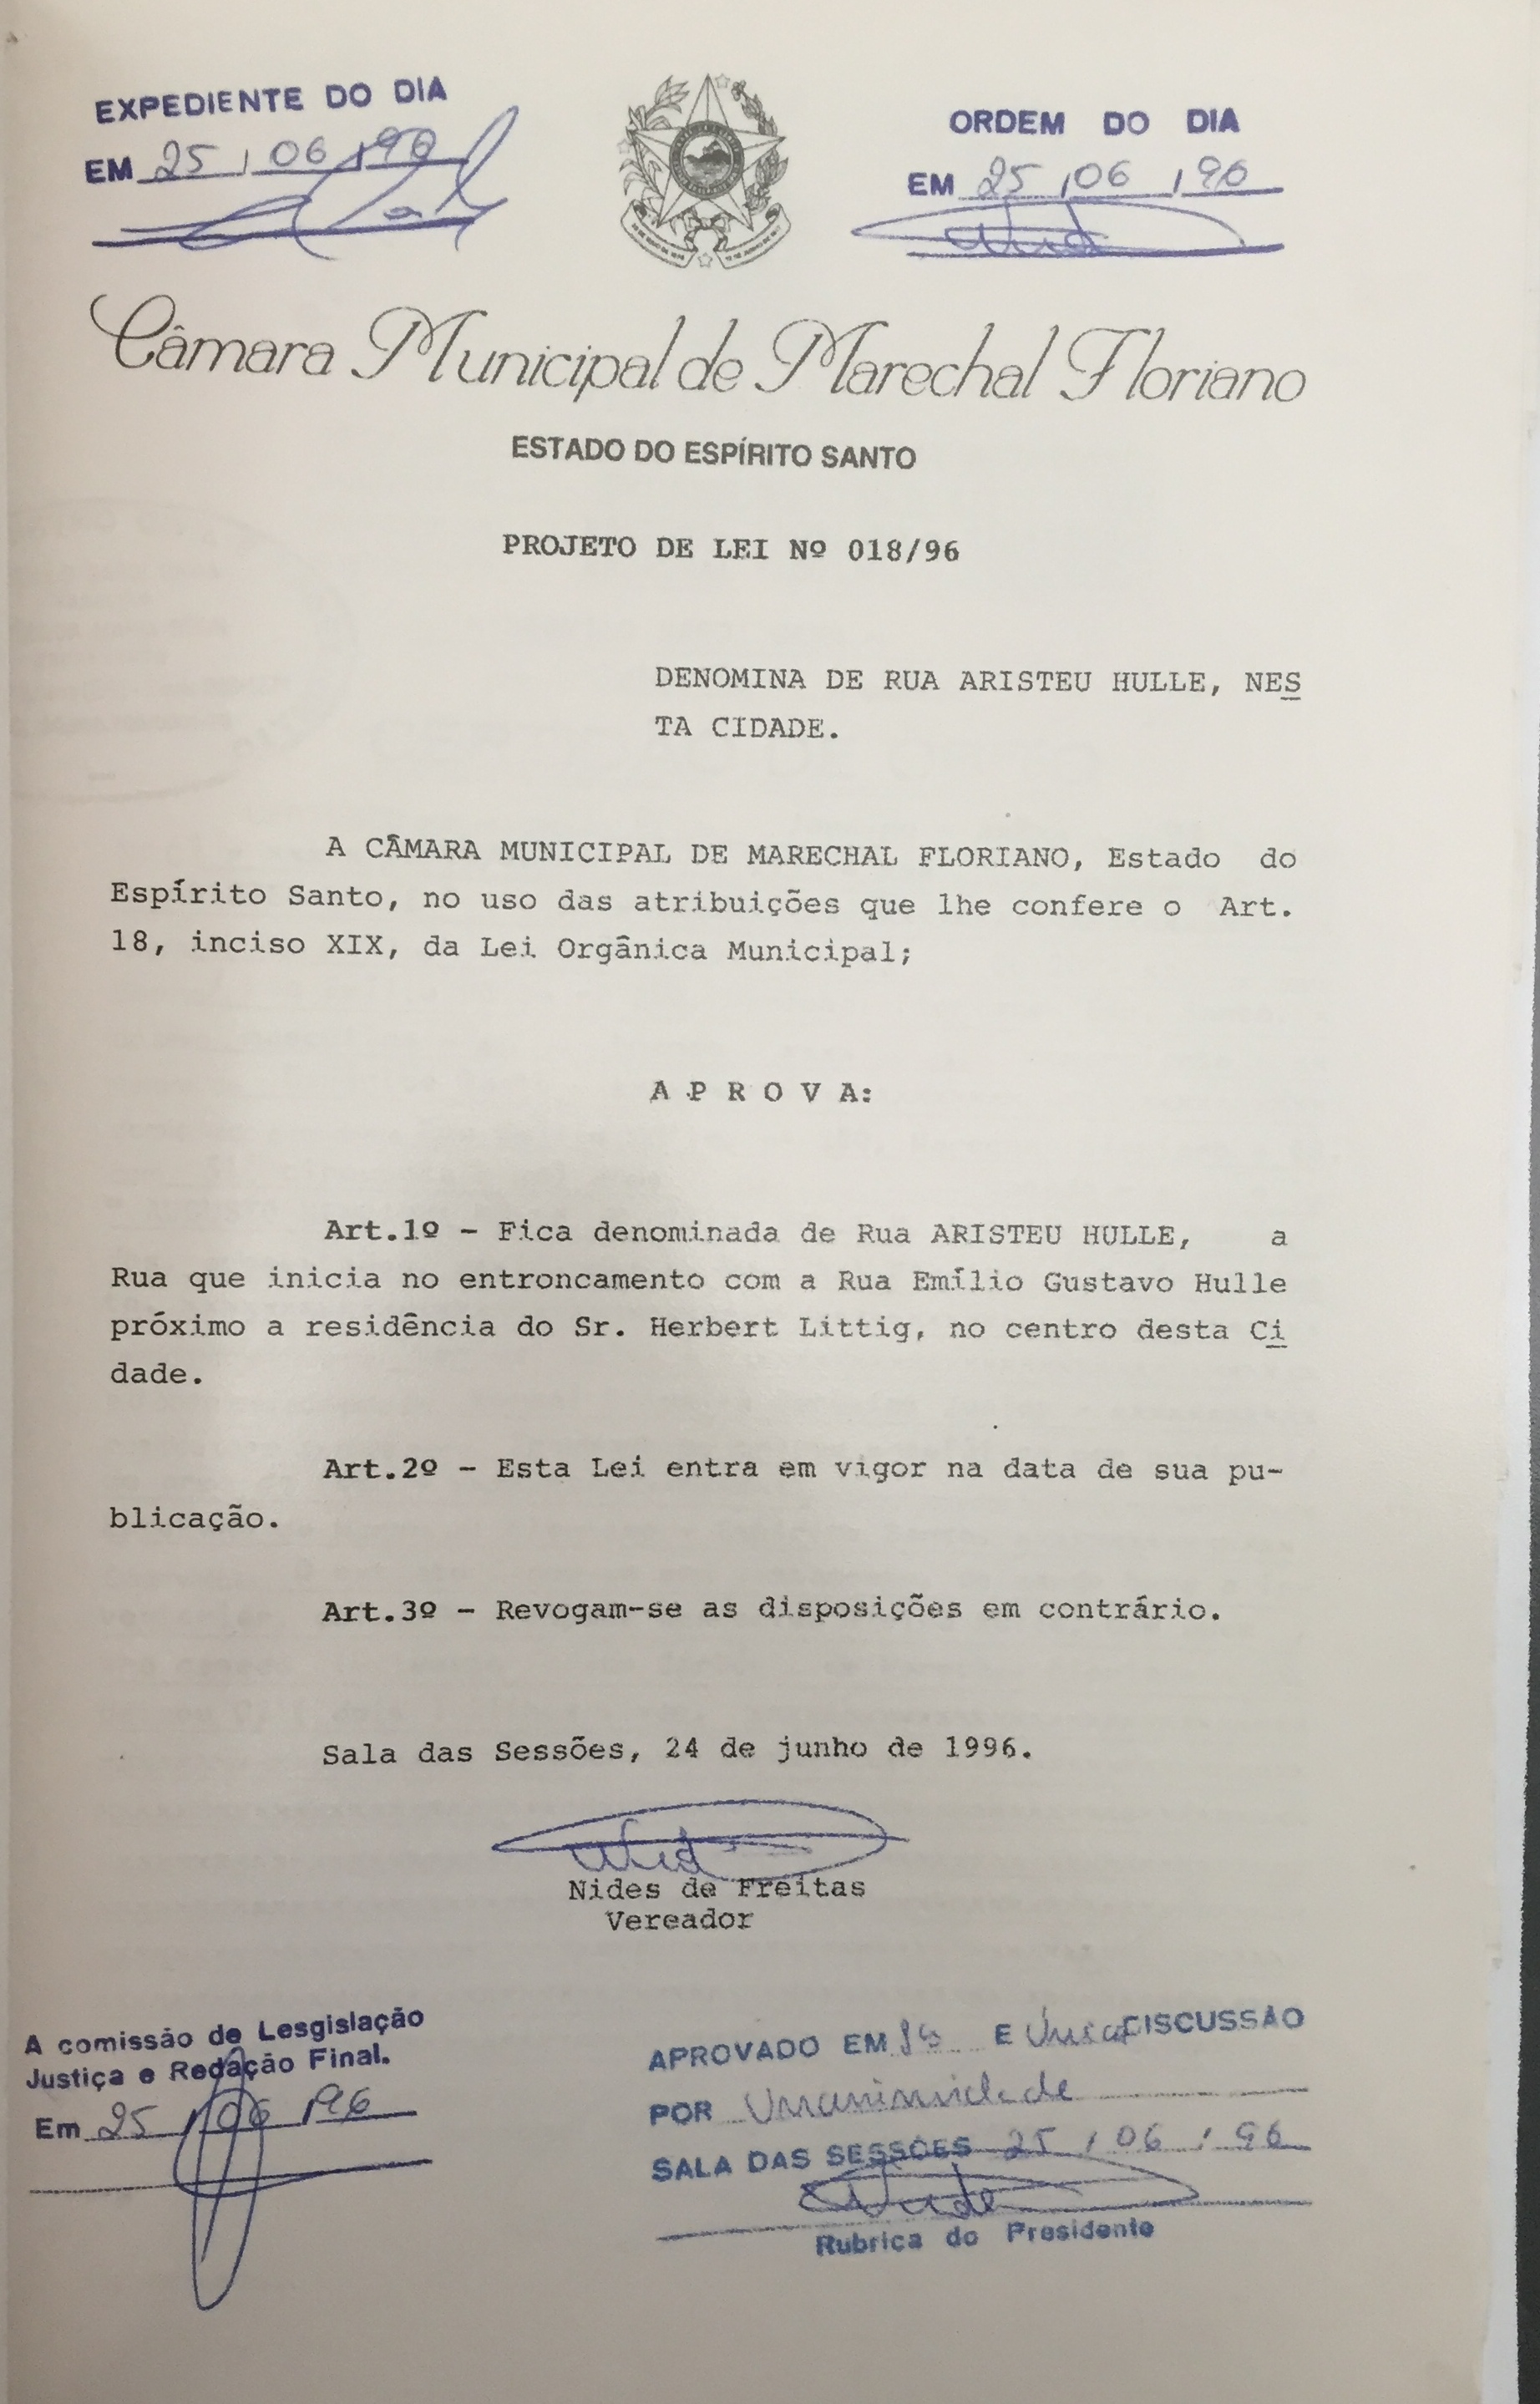 EXPEDIENTE DO DIA
EM 25 / 06 / 96
ORDEM DO DIA
EM 25 / 06 / 96
Câmara Municipal de Marechal Floriano
ESTADO DO ESPÍRITO SANTO
PROJETO DE LEI Nº 018/96
DENOMINA DE RUA ARISTEU HULLE, NES
TA CIDADE.
A CÂMARA MUNICIPAL DE MARECHAL FLORIANO, Estado do
Espírito Santo, no uso das atribuições que lhe confere o Art.
18, inciso XIX, da Lei Orgânica Municipal;
A P R O V A:
Art.1º - Fica denominada de Rua ARISTEU HULLE, a
Rua que inicia no entroncamento com a Rua Emílio Gustavo Hulle
próximo a residência do Sr. Herbert Littig, no centro desta Ci
dade.
Art.2º - Esta Lei entra em vigor na data de sua pu-
blicação.
Art.3º - Revogam-se as disposições em contrário.
Sala das Sessões, 24 de junho de 1996.
Nides de Freitas
Vereador
A comissão de Lesgislação
Justiça e Redação Final.
Em 25 / 06 / 96
APROVADO EM 1ª E Unica DISCUSSÃO
POR Unanimidade
SALA DAS SESSÕES 25 / 06 / 96
Rubrica do Presidente